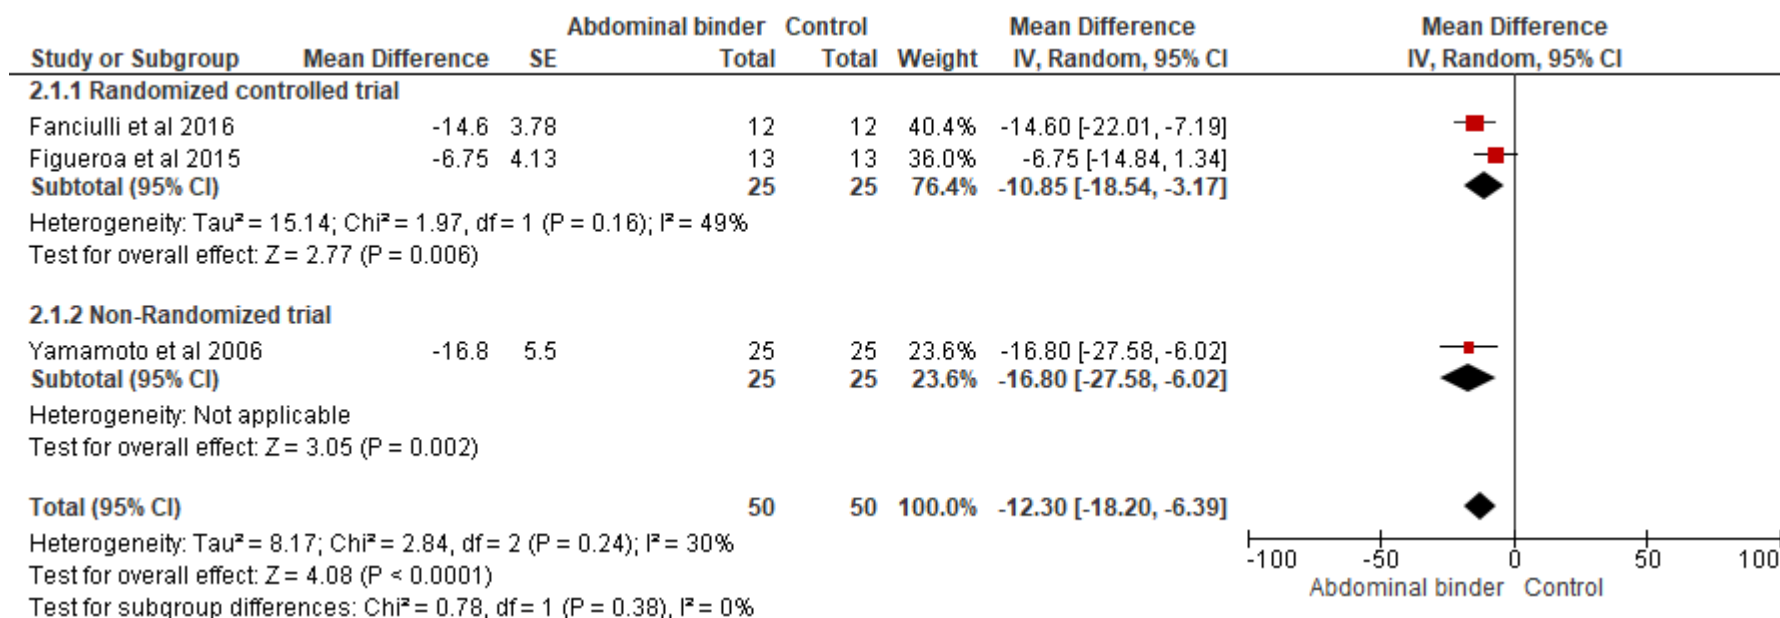 Abdominal binder Control Mean Difference Mean Difference
Study or Subgroup Mean Difference SE Total Total Weight IV, Random, 95% CI IV, Random, 95% CI
2.1.1 Randomized controlled trial
Fanciulli et al 2016 -14.6 3.78 12 12 40.4% -14.60 [-22.01, -7.19]
Figueroa et al 2015 -6.75 4.13 13 13 36.0% -6.75 [-14.84, 1.34]
Subtotal (95% CI) 25 25 76.4% -10.85 [-18.54, -3.17]
Heterogeneity: Tau² = 15.14; Chi² = 1.97, df = 1 (P = 0.16); I² = 49%
Test for overall effect: Z = 2.77 (P = 0.006)
2.1.2 Non-Randomized trial
Yamamoto et al 2006 -16.8 5.5 25 25 23.6% -16.80 [-27.58, -6.02]
Subtotal (95% CI) 25 25 23.6% -16.80 [-27.58, -6.02]
Heterogeneity: Not applicable
Test for overall effect: Z = 3.05 (P = 0.002)
Total (95% CI) 50 50 100.0% -12.30 [-18.20, -6.39]
Heterogeneity: Tau² = 8.17; Chi² = 2.84, df = 2 (P = 0.24); I² = 30%
Test for overall effect: Z = 4.08 (P < 0.0001)
Test for subgroup differences: Chi² = 0.78, df = 1 (P = 0.38), I² = 0%
-100 -50 0 50 100
Abdominal binder Control